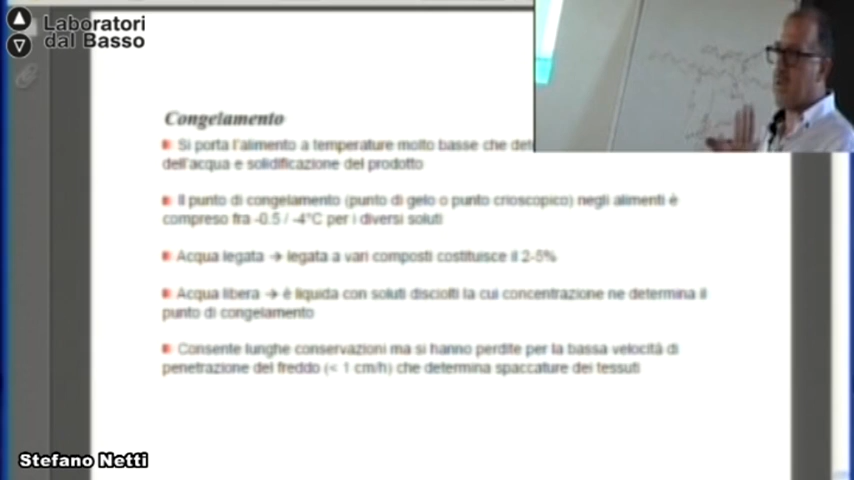 Laboratori
dal Basso
Congelamento
Si porta l'alimento a temperature molto basse che
dell'acqua e solidificazione del prodotto
Il punto di congelamento (punto di gelo o punto crioscopico) negli alimenti è
compreso fra -0.5 / -4°C per i diversi soluti
Acqua legata → legata a vari composti costituisce il 2-5%
Acqua libera → è liquida con soluti disciolti la cui concentrazione ne determina il
punto di congelamento
Consente lunghe conservazioni ma si hanno perdite per la bassa velocità di
penetrazione del freddo (< 1 cm/h) che determina spaccature dei tessuti
Stefano Netti